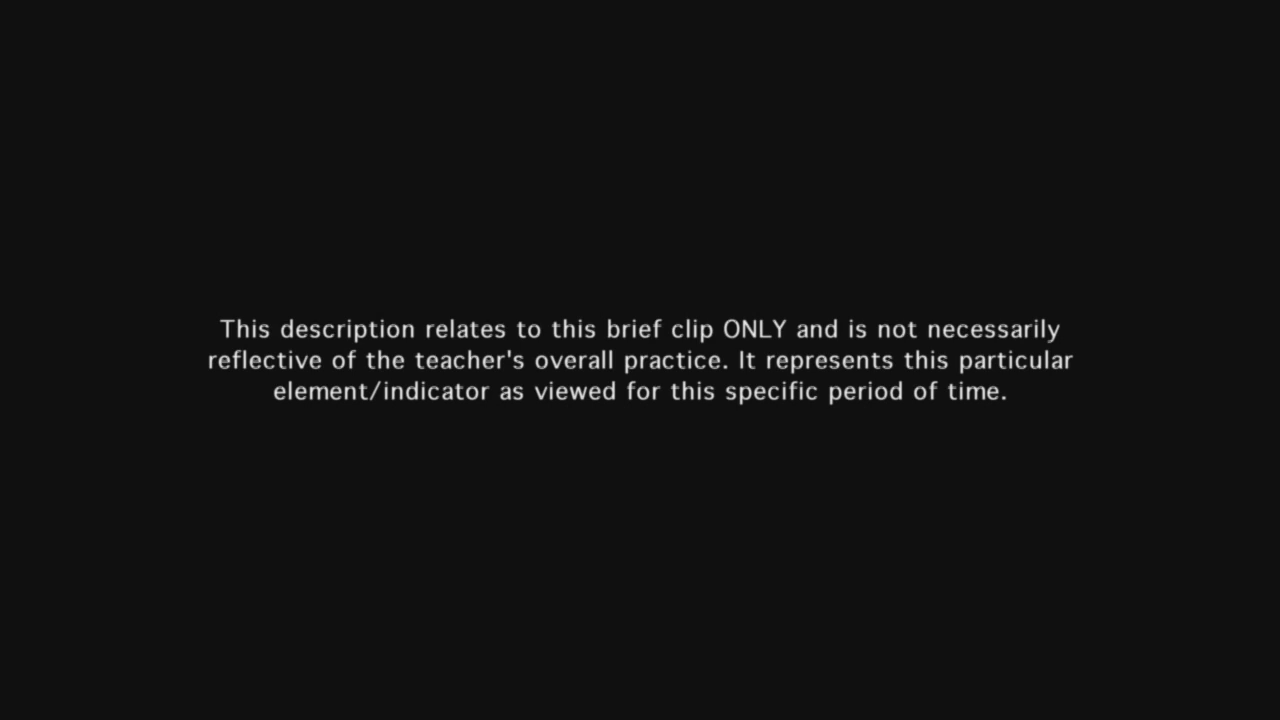 This description relates to this brief clip ONLY and is not necessarily
reflective of the teacher's overall practice. It represents this particular
element/indicator as viewed for this specific period of time.